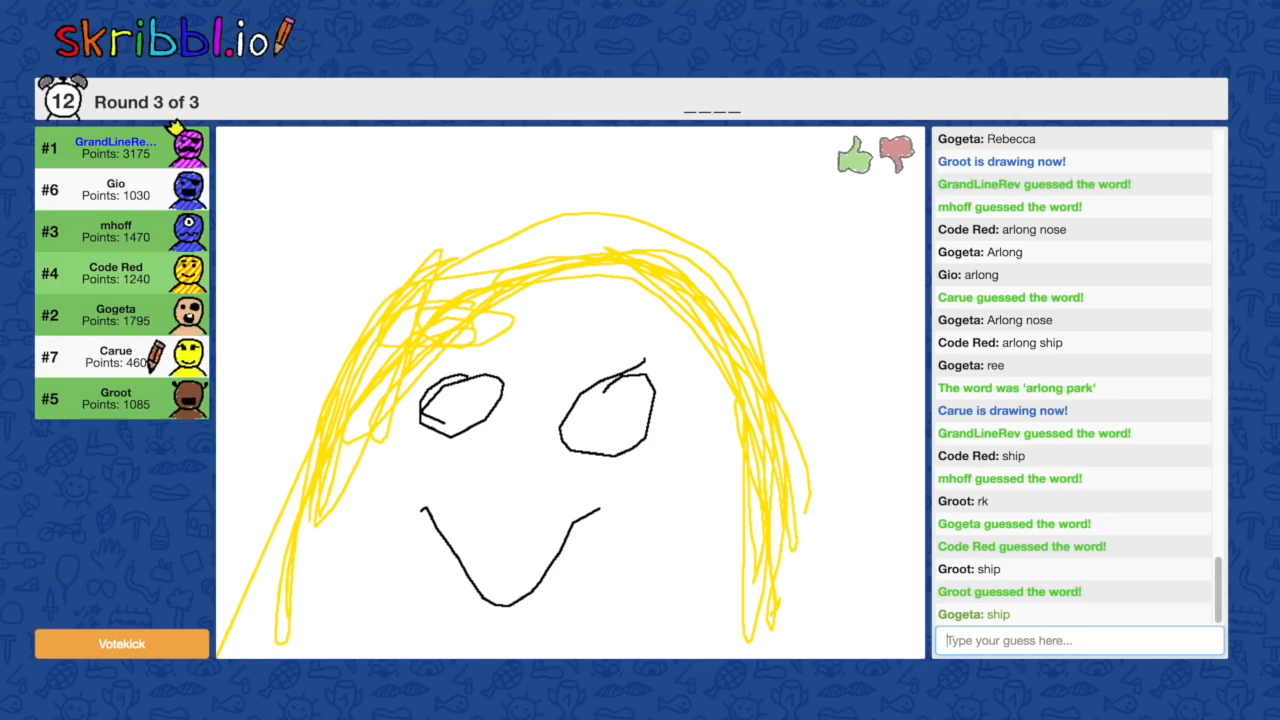 skribbl.io
12
Round 3 of 3
_ _ _ _
#1
GrandLineRe...
Points: 3175
#6
Gio
Points: 1030
#3
mhoff
Points: 1470
#4
Code Red
Points: 1240
#2
Gogeta
Points: 1795
#7
Carue
Points: 460
#5
Groot
Points: 1085
Votekick
Gogeta: Rebecca
Groot is drawing now!
GrandLineRev guessed the word!
mhoff guessed the word!
Code Red: arlong nose
Gogeta: Arlong
Gio: arlong
Carue guessed the word!
Gogeta: Arlong nose
Code Red: arlong ship
Gogeta: ree
The word was 'arlong park'
Carue is drawing now!
GrandLineRev guessed the word!
Code Red: ship
mhoff guessed the word!
Groot: rk
Gogeta guessed the word!
Code Red guessed the word!
Groot: ship
Groot guessed the word!
Gogeta: ship
Type your guess here...